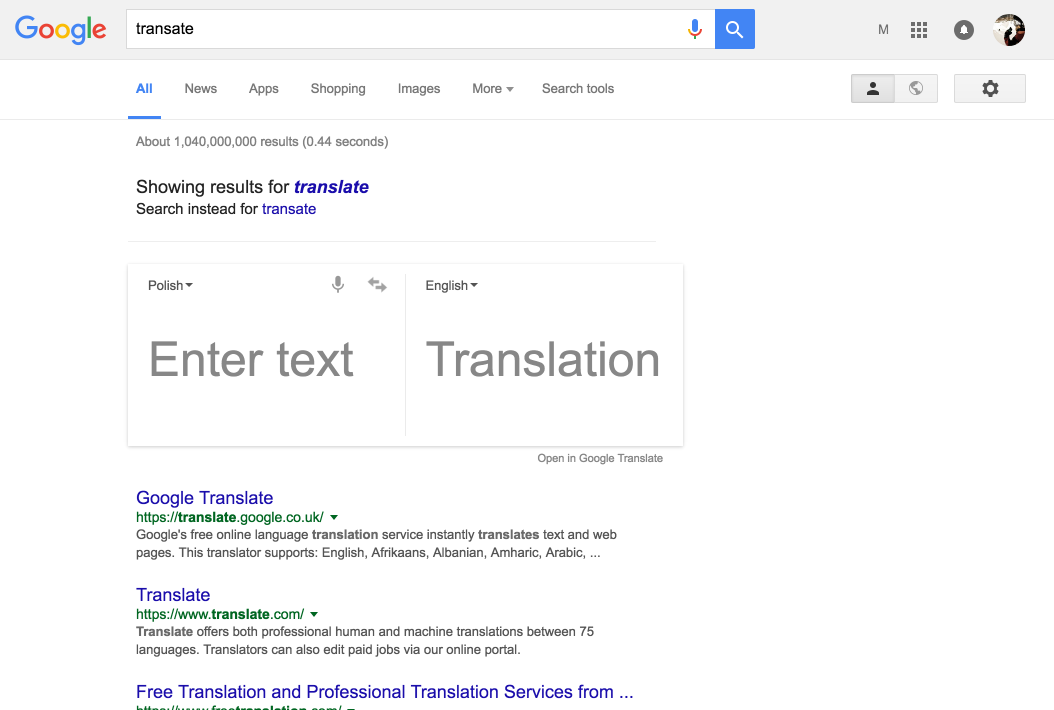 Google
transate
M
All News Apps Shopping Images More Search tools
About 1,040,000,000 results (0.44 seconds)
Showing results for translate
Search instead for transate
Polish English
Enter text Translation
Open in Google Translate
Google Translate
https://translate.google.co.uk/
Google's free online language translation service instantly translates text and web
pages. This translator supports: English, Afrikaans, Albanian, Amharic, Arabic, ...
Translate
https://www.translate.com/
Translate offers both professional human and machine translations between 75
languages. Translators can also edit paid jobs via our online portal.
Free Translation and Professional Translation Services from ...
https://www.freetranslation.com/